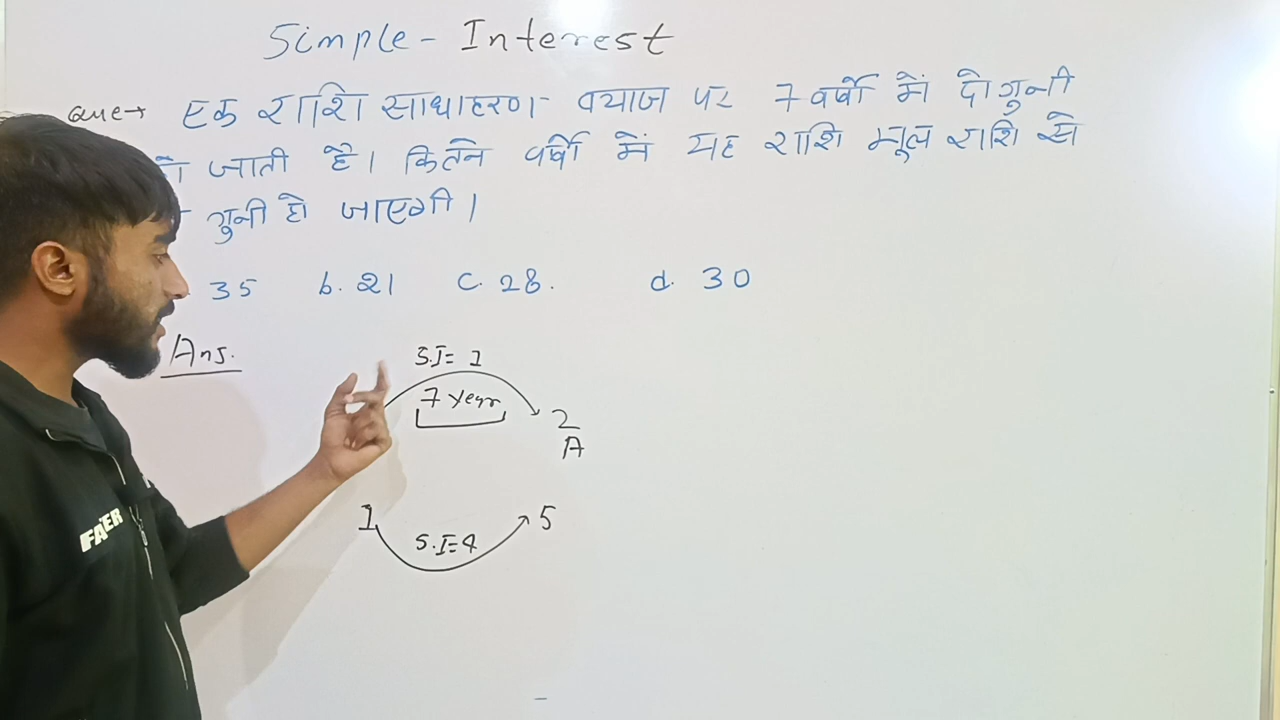 Simple - Interest
Que→ एक राशि साधारण व्याज पर 7 वर्षो में दोगुनी
जाती है। कितने वर्षो में यह राशि मूल राशि से
गुनी हो जाएगी।
35 b. 21 c. 28. d. 30
Ans.
S.I= 1
7 year
2
A
1 5
S.I=4
FAER